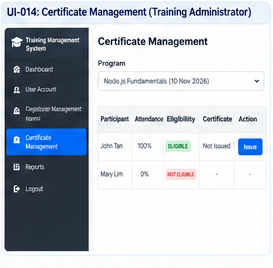 UI-014: Certificate Management (Training Administrator)
Training Management
System
Dashboard
User Account
Management
Certificate
Management
Reports
Logout
Certificate Management
Program
Node.js Fundamentals (10 Nov 2026)
Participant Attendance Eligibility Certificate Action
John Tan 100% ELIGIBLE Not Issued Issue
Mary Lim 0% NOT ELIGIBLE - -